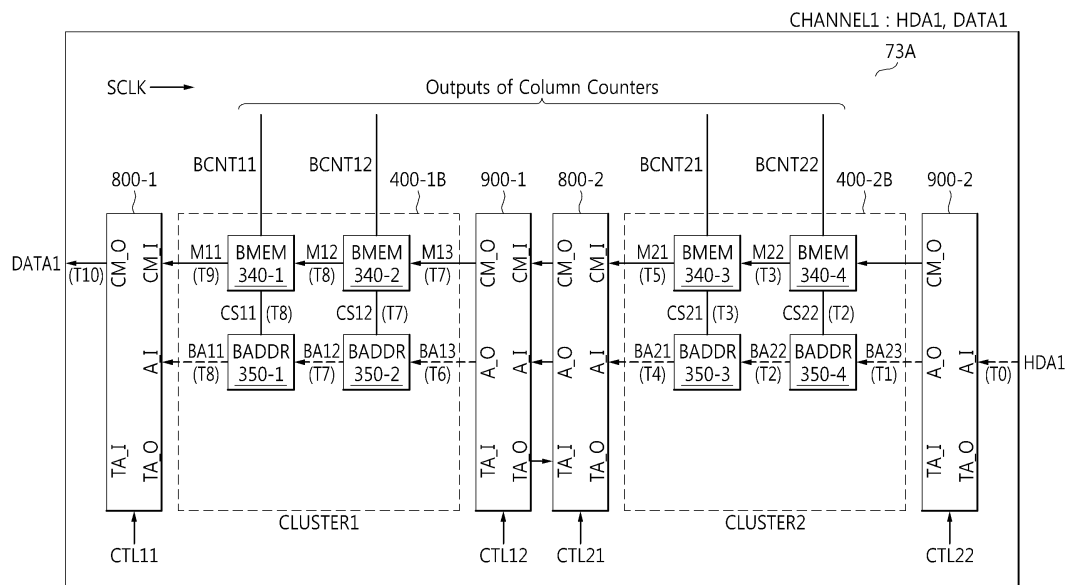 CHANNEL1 : HDA1, DATA1
73A
SCLK
Outputs of Column Counters
BCNT11
BCNT12
BCNT21
BCNT22
800-1
400-1B
900-1
800-2
400-2B
900-2
DATA1
(T10)
CM_O
CM_I
M11
(T9)
BMEM
340-1
M12
(T8)
BMEM
340-2
M13
(T7)
CM_O
CM_I
CM_O
CM_I
M21
(T5)
BMEM
340-3
M22
(T3)
BMEM
340-4
CM_O
CS11 (T8)
CS12 (T7)
CS21 (T3)
CS22 (T2)
A_I
BA11
(T8)
BADDR
350-1
BA12
(T7)
BADDR
350-2
BA13
(T6)
A_O
A_I
A_O
A_I
BA21
(T4)
BADDR
350-3
BA22
(T2)
BADDR
350-4
BA23
(T1)
A_O
A_I
(T0)
HDA1
TA_I
TA_O
TA_I
TA_O
TA_I
TA_O
TA_I
TA_O
CLUSTER1
CLUSTER2
CTL11
CTL12
CTL21
CTL22